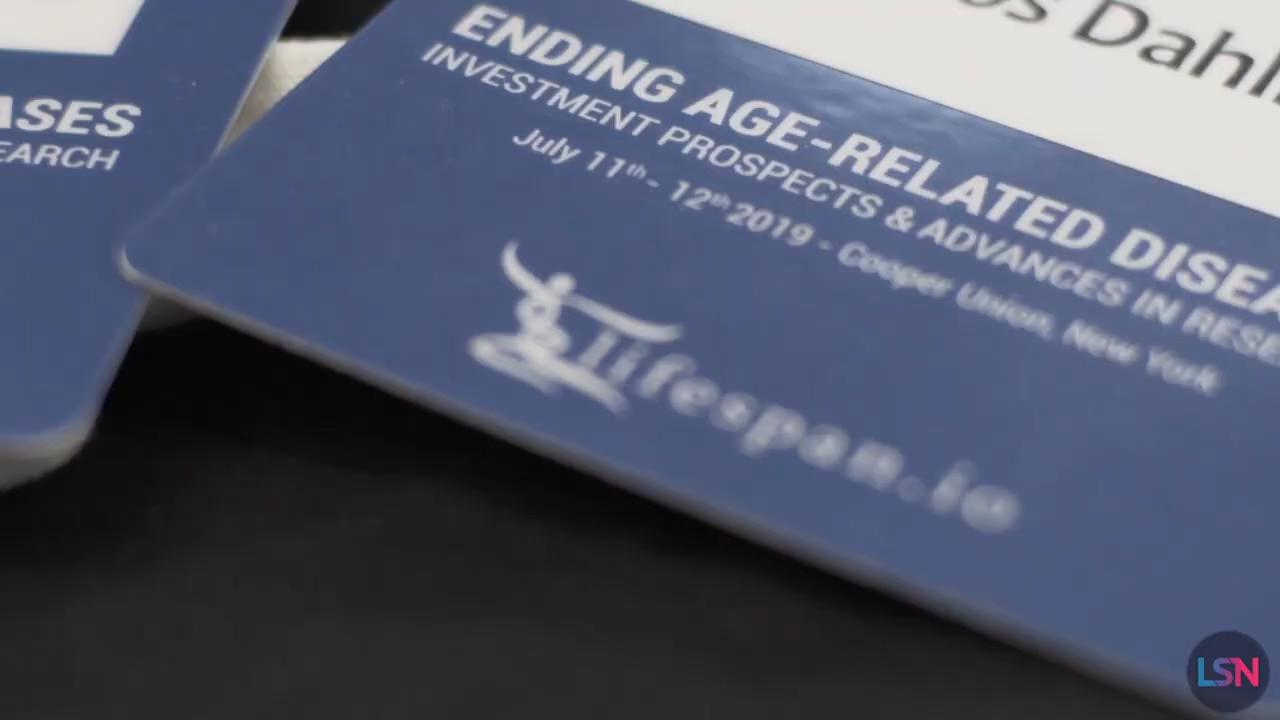 ASES
EARCH
os Dahl
ENDING AGE-RELATED DISEA
INVESTMENT PROSPECTS & ADVANCES IN RESE
July 11th - 12th 2019 - Cooper Union, New York
lifespan.io
LSN